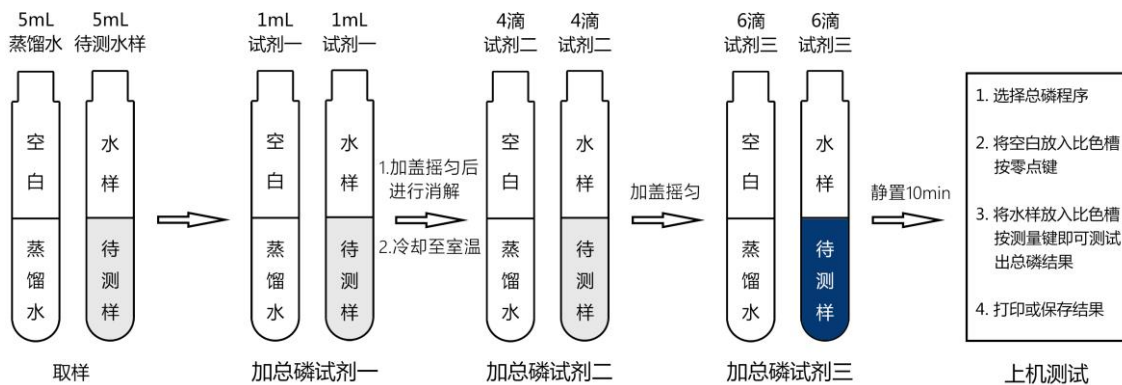 5mL
蒸馏水
5mL
待测水样
空白
蒸馏水
水样
待测样
取样
1mL
试剂一
1mL
试剂一
空白
蒸馏水
水样
待测样
加总磷试剂一
1.加盖摇匀后
进行消解
2.冷却至室温
4滴
试剂二
4滴
试剂二
空白
蒸馏水
水样
待测样
加总磷试剂二
加盖摇匀
6滴
试剂三
6滴
试剂三
空白
蒸馏水
水样
待测样
加总磷试剂三
静置10min
1. 选择总磷程序
2. 将空白放入比色槽
按零点键
3. 将水样放入比色槽
按测量键即可测试
出总磷结果
4. 打印或保存结果
上机测试